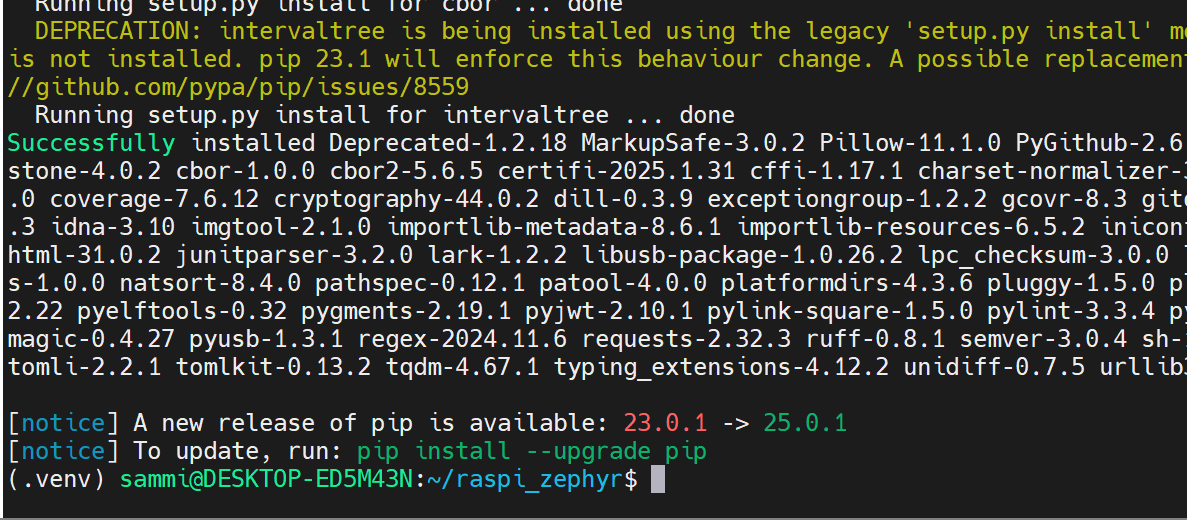 Running setup.py install for cbor ... done
DEPRECATION: intervaltree is being installed using the legacy 'setup.py install'
is not installed. pip 23.1 will enforce this behaviour change. A possible replacement
//github.com/pypa/pip/issues/8559
Running setup.py install for intervaltree ... done
Successfully installed Deprecated-1.2.18 MarkupSafe-3.0.2 Pillow-11.1.0 PyGithub-2.6
stone-4.0.2 cbor-1.0.0 cbor2-5.6.5 certifi-2025.1.31 cffi-1.17.1 charset-normalizer-
.0 coverage-7.6.12 cryptography-44.0.2 dill-0.3.9 exceptiongroup-1.2.2 gcovr-8.3
.3 idna-3.10 imgtool-2.1.0 importlib-metadata-8.6.1 importlib-resources-6.5.2
html-31.0.2 junitparser-3.2.0 lark-1.2.2 libusb-package-1.0.26.2 lpc_checksum-3.0.0
s-1.0.0 natsort-8.4.0 pathspec-0.12.1 patool-4.0.0 platformdirs-4.3.6 pluggy-1.5.0
2.22 pyelftools-0.32 pygments-2.19.1 pyjwt-2.10.1 pylink-square-1.5.0 pylint-3.3.4
magic-0.4.27 pyusb-1.3.1 regex-2024.11.6 requests-2.32.3 ruff-0.8.1 semver-3.0.4 sh-
tomli-2.2.1 tomlkit-0.13.2 tqdm-4.67.1 typing_extensions-4.12.2 unidiff-0.7.5
[notice] A new release of pip is available: 23.0.1 -> 25.0.1
[notice] To update, run: pip install --upgrade pip
(.venv) sammi@DESKTOP-ED5M43N:~/raspi_zephyr$